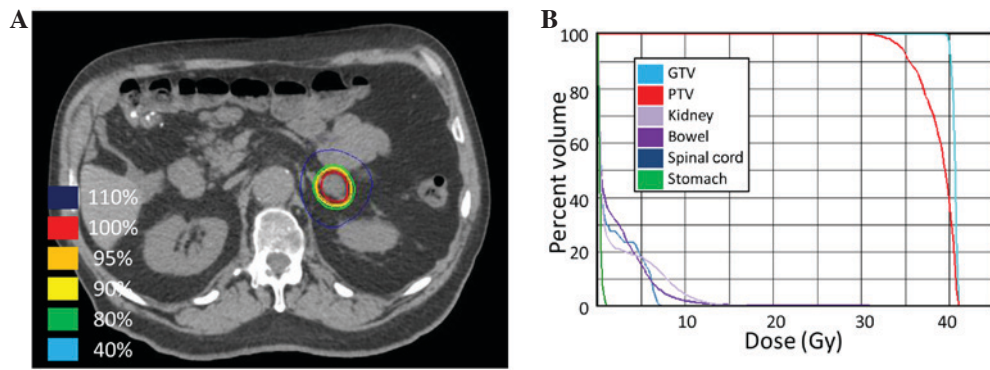 A
110%
100%
95%
90%
80%
40%
B
100
80
60
40
20
0
Percent volume
GTV
PTV
Kidney
Bowel
Spinal cord
Stomach
10
20
30
40
Dose (Gy)